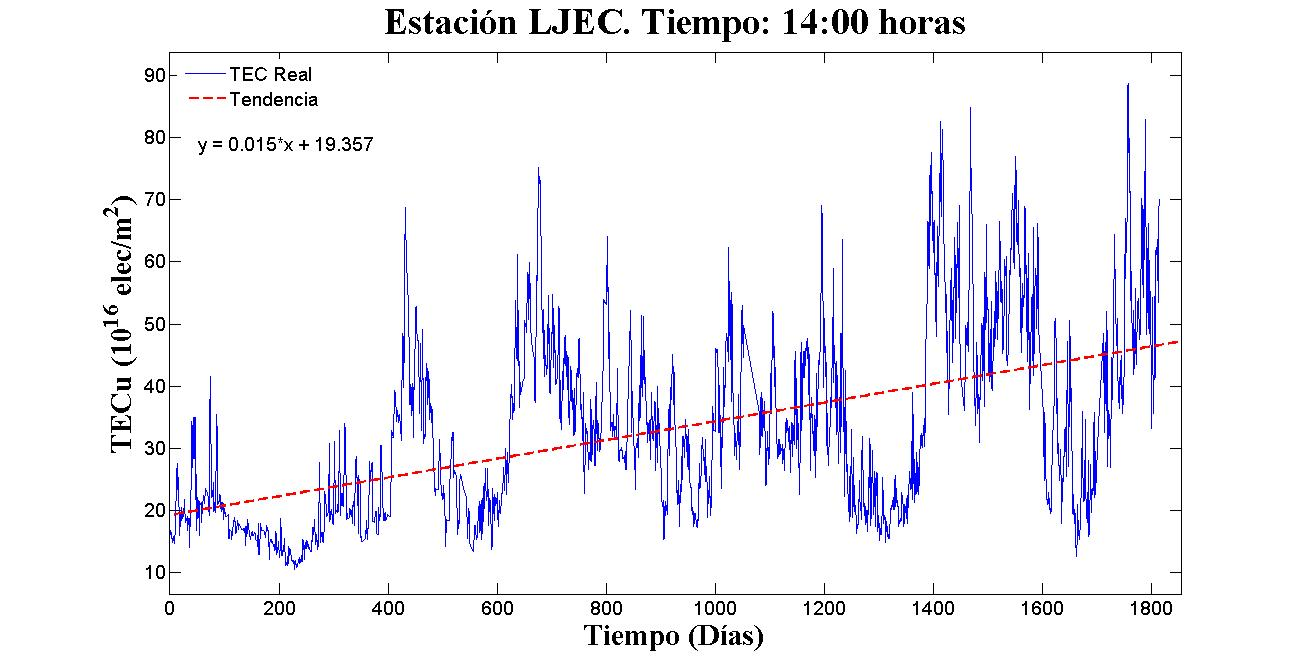 Estación LJEC. Tiempo: 14:00 horas
TEC Real
Tendencia
y = 0.015*x + 19.357
TECu (10^16 elec/m^2)
90
80
70
60
50
40
30
20
10
0 200 400 600 800 1000 1200 1400 1600 1800
Tiempo (Días)